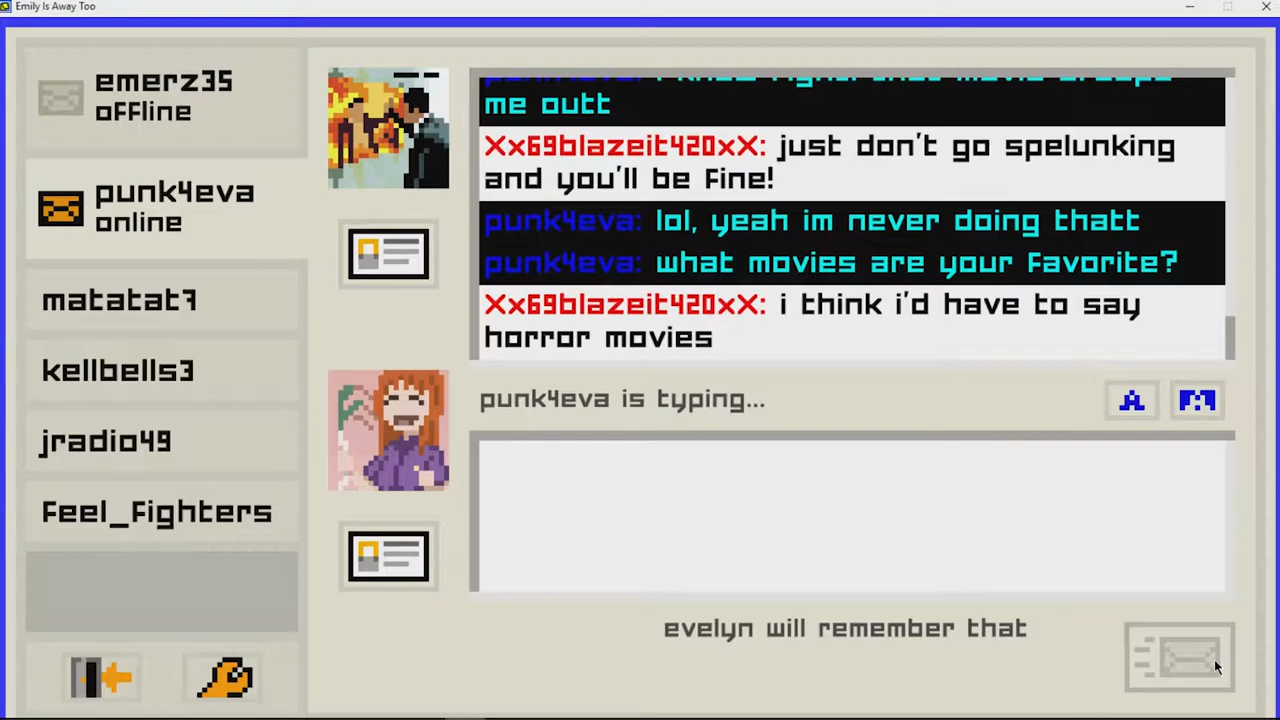 Emily Is Away Too
emerz35
offline
punk4eva
online
matatat7
kellbells3
jradio49
Feel_Fighters
me outt
Xx69blazeit420xX: just don't go spelunking
and you'll be fine!
punk4eva: lol, yeah im never doing thatt
punk4eva: what movies are your favorite?
Xx69blazeit420xX: i think i'd have to say
horror movies
punk4eva is typing...
A
evelyn will remember that